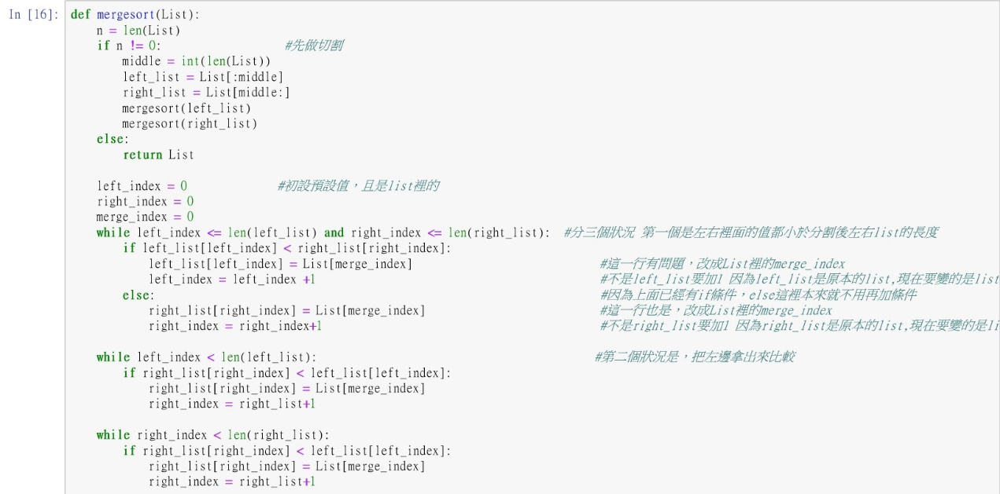 In [16]: def mergesort(List):
n = len(List)
if n != 0: #先做切割
middle = int(len(List))
left_list = List[:middle]
right_list = List[middle:]
mergesort(left_list)
mergesort(right_list)
else:
return List
left_index = 0 #初設預設值，且是list裡的
right_index = 0
merge_index = 0
while left_index <= len(left_list) and right_index <= len(right_list): #分三個狀況 第一個是左右裡面的值都小於分割後左右list的長度
if left_list[left_index] < right_list[right_index]:
left_list[left_index] = List[merge_index] #這一行有問題，改成List裡的merge_index
left_index = left_index +1 #不是left_list要加1 因為left_list是原本的list,現在要變的是list
else: #因為上面已經有if條件，else這裡本來就不用再加條件
right_list[right_index] = List[merge_index] #這一行也是，改成List裡的merge_index
right_index = right_index+1 #不是right_list要加1 因為right_list是原本的list,現在要變的是li
while left_index < len(left_list): #第二個狀況是，把左邊拿出來比較
if right_list[right_index] < left_list[left_index]:
right_list[right_index] = List[merge_index]
right_index = right_list+1
while right_index < len(right_list):
if right_list[right_index] < left_list[left_index]:
right_list[right_index] = List[merge_index]
right_index = right_list+1